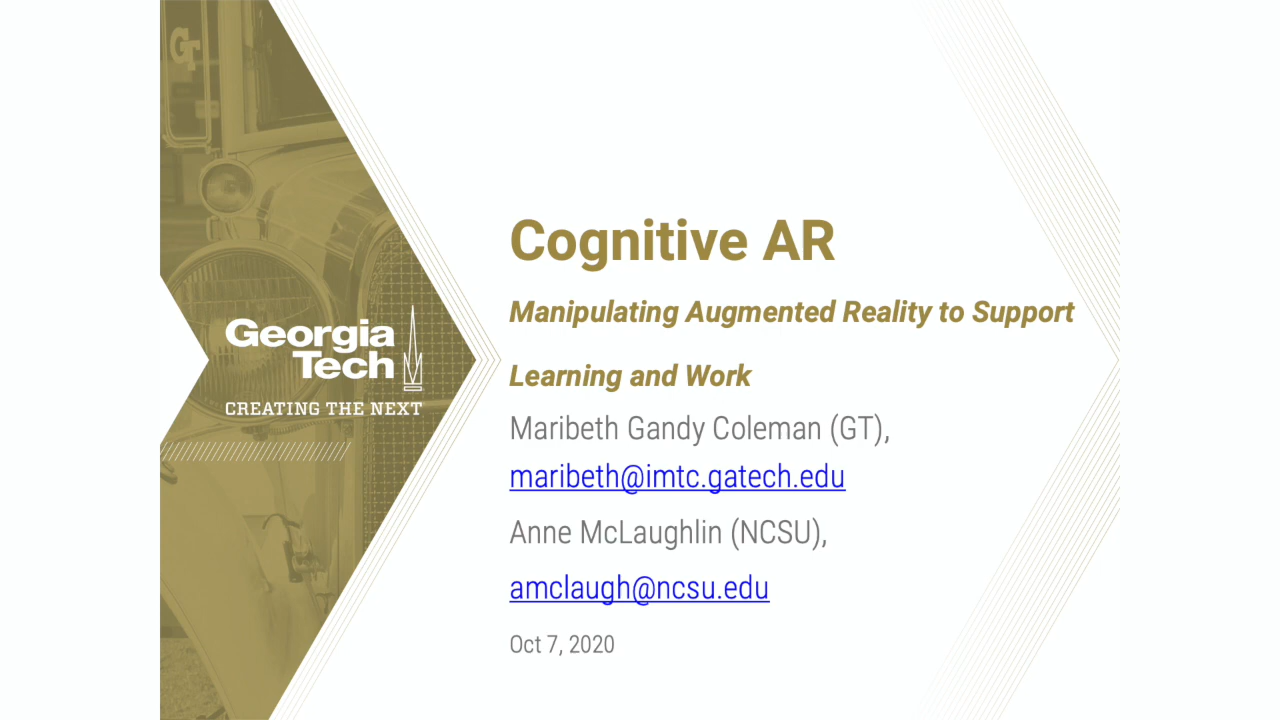 GT
Georgia
Tech
CREATING THE NEXT
Cognitive AR
Manipulating Augmented Reality to Support
Learning and Work
Maribeth Gandy Coleman (GT),
maribeth@imtc.gatech.edu
Anne McLaughlin (NCSU),
amclaugh@ncsu.edu
Oct 7, 2020